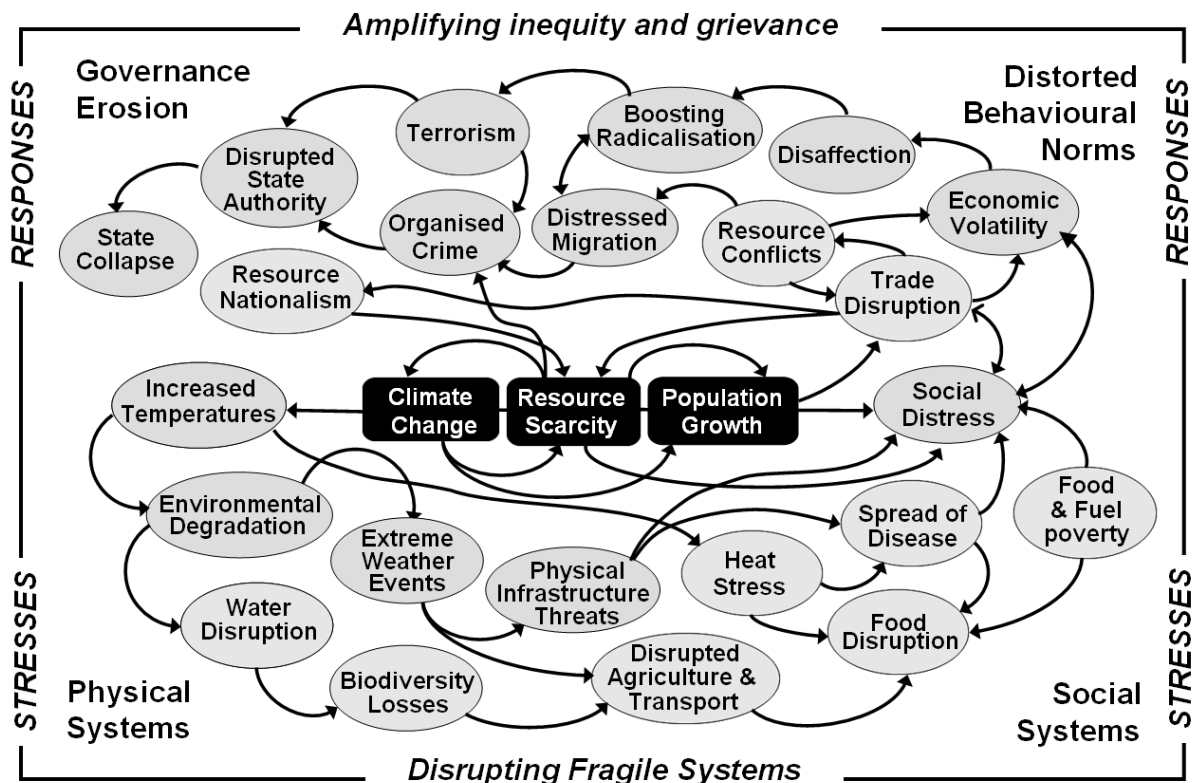 Amplifying inequity and grievance
Governance
Erosion
Distorted
Behavioural
Norms
RESPONSES
RESPONSES
Terrorism
Boosting
Radicalisation
Disaffection
Disrupted
State
Authority
Economic
Volatility
State
Collapse
Organised
Crime
Distressed
Migration
Resource
Conflicts
Resource
Nationalism
Trade
Disruption
Increased
Temperatures
Climate
Change
Resource
Scarcity
Population
Growth
Social
Distress
Environmental
Degradation
Extreme
Weather
Events
Physical
Infrastructure
Threats
Heat
Stress
Spread of
Disease
Food
& Fuel
poverty
Water
Disruption
Food
Disruption
Biodiversity
Losses
Disrupted
Agriculture &
Transport
STRESSES
STRESSES
Physical
Systems
Social
Systems
Disrupting Fragile Systems